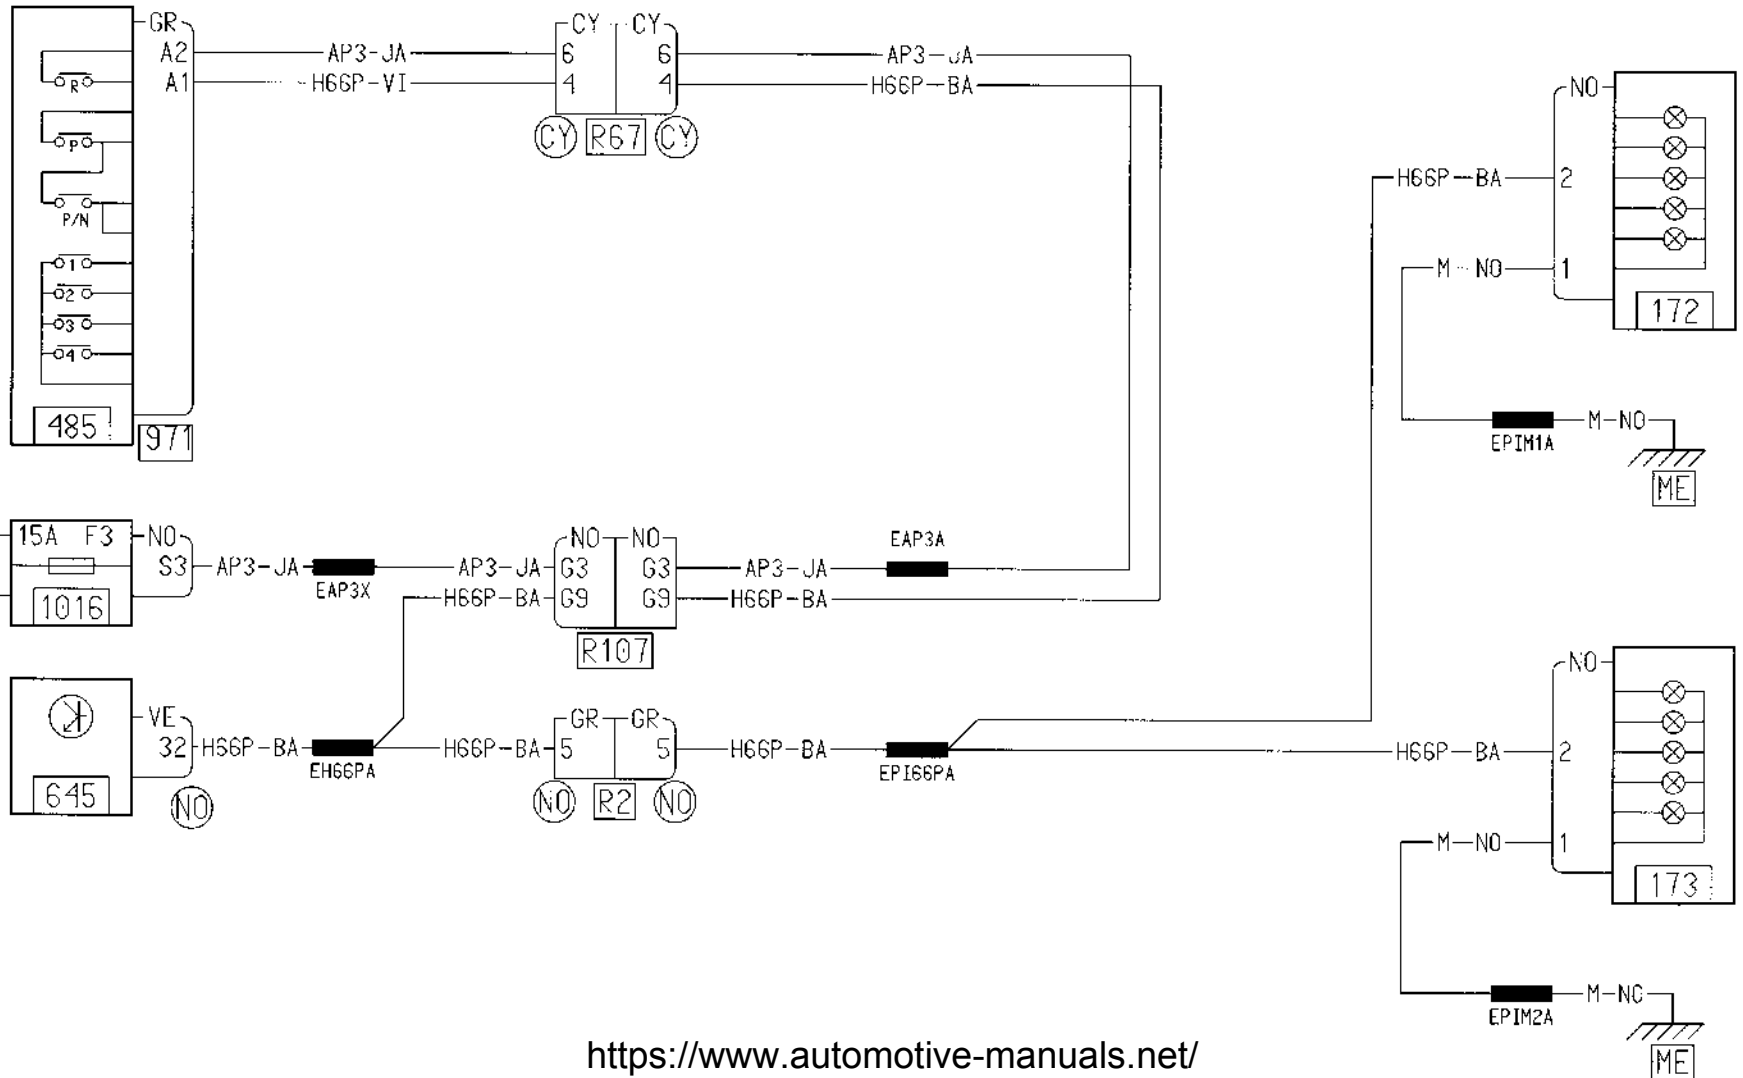 GR
A2
AP3-JA
A1
H66P-VI
R
P
P/N
1
2
3
4
485
971
CY CY
6 6
4 4
CY R67 CY
AP3-JA
H66P-BA
NO
H66P-BA 2
M NO 1
172
EPIM1A
M-NO
ME
15A F3
NO
S3
AP3-JA
1016
EAP3X
AP3-JA
H66P-BA
NO NO
G3 G3
G9 G9
R107
AP3-JA
H66P-BA
EAP3A
VE
32
H66P-BA
645
NO
EH66PA
H66P-BA
GR GR
5 5
NO R2 NO
H66P-BA
EPI66PA
NO
H66P-BA 2
M-NO 1
173
EPIM2A
M-NO
ME
https://www.automotive-manuals.net/